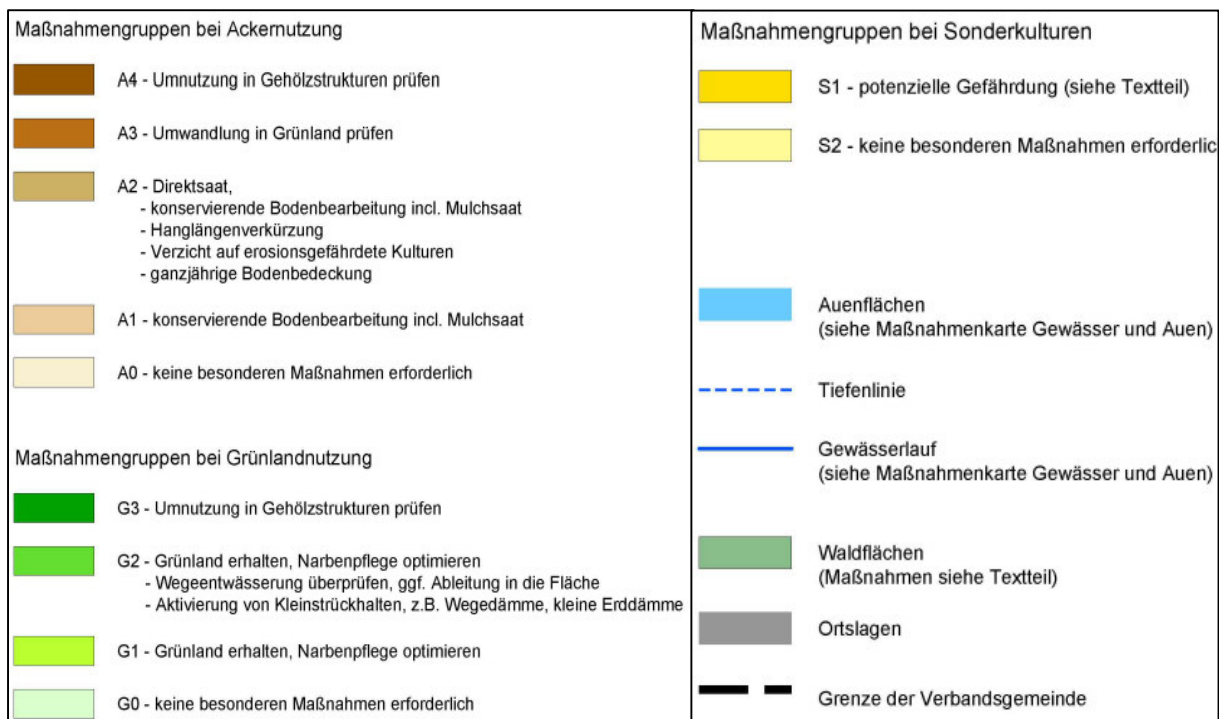 Maßnahmengruppen bei Ackernutzung
A4 - Umnutzung in Gehölzstrukturen prüfen
A3 - Umwandlung in Grünland prüfen
A2 - Direktsaat,
- konservierende Bodenbearbeitung incl. Mulchsaat
- Hanglängenverkürzung
- Verzicht auf erosionsgefährdete Kulturen
- ganzjährige Bodenbedeckung
A1 - konservierende Bodenbearbeitung incl. Mulchsaat
A0 - keine besonderen Maßnahmen erforderlich
Maßnahmengruppen bei Grünlandnutzung
G3 - Umnutzung in Gehölzstrukturen prüfen
G2 - Grünland erhalten, Narbenpflege optimieren
- Wegeentwässerung überprüfen, ggf. Ableitung in die Fläche
- Aktivierung von Kleinstrückhalten, z.B. Wegedämme, kleine Erddämme
G1 - Grünland erhalten, Narbenpflege optimieren
G0 - keine besonderen Maßnahmen erforderlich
Maßnahmengruppen bei Sonderkulturen
S1 - potenzielle Gefährdung (siehe Textteil)
S2 - keine besonderen Maßnahmen erforderlic
Auenflächen
(siehe Maßnahmenkarte Gewässer und Auen)
Tiefenlinie
Gewässerlauf
(siehe Maßnahmenkarte Gewässer und Auen)
Waldflächen
(Maßnahmen siehe Textteil)
Ortslagen
Grenze der Verbandsgemeinde